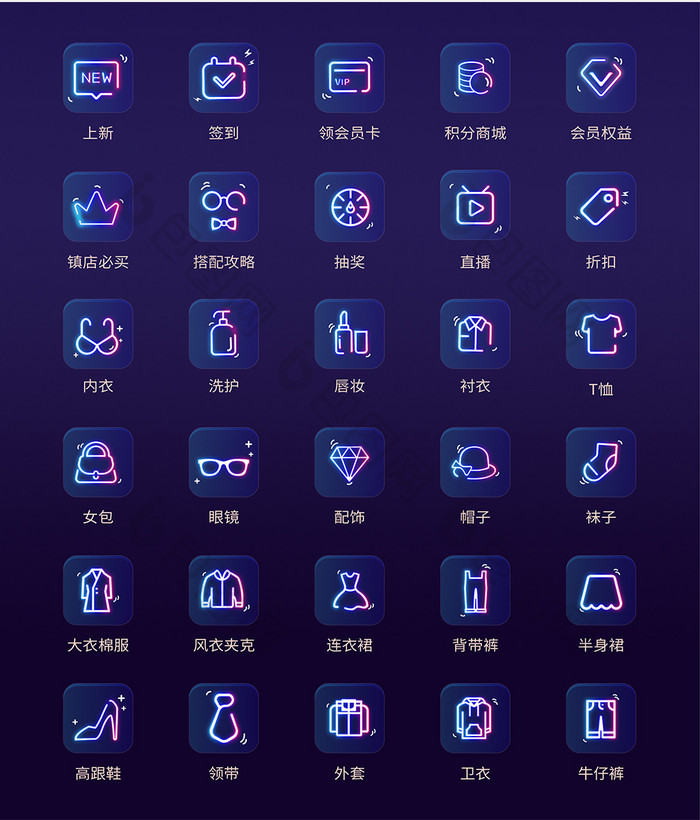 NEW
VIP
上新
签到
领会员卡
积分商城
会员权益
镇店必买
搭配攻略
抽奖
直播
折扣
内衣
洗护
唇妆
衬衣
T恤
女包
眼镜
配饰
帽子
袜子
大衣棉服
风衣夹克
连衣裙
背带裤
半身裙
高跟鞋
领带
外套
卫衣
牛仔裤